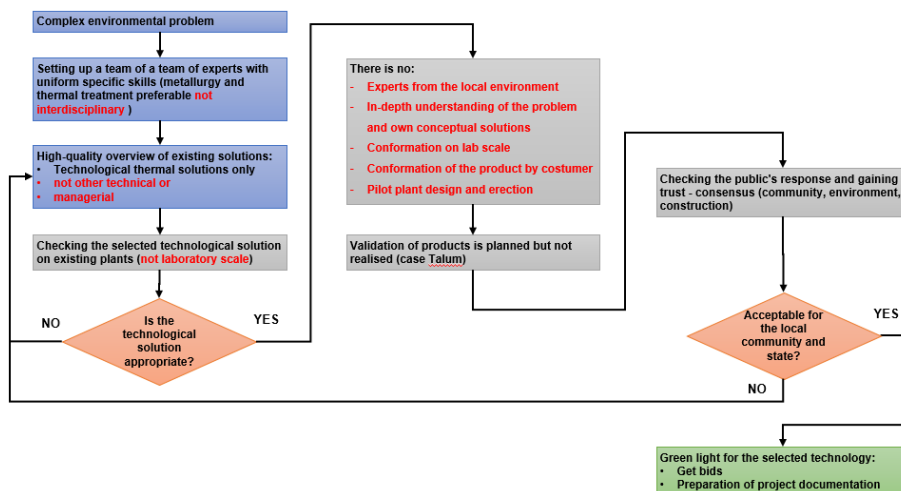 Complex environmental problem
Setting up a team of a team of experts with
uniform specific skills (metallurgy and
thermal treatment preferable not
interdisciplinary )
High-quality overview of existing solutions:
• Technological thermal solutions only
• not other technical or
• managerial
Checking the selected technological solution
on existing plants (not laboratory scale)
NO
Is the
technological
solution
appropriate?
YES
There is no:
- Experts from the local environment
- In-depth understanding of the problem
and own conceptual solutions
- Conformation on lab scale
- Conformation of the product by costumer
- Pilot plant design and erection
Validation of products is planned but not
realised (case Talum)
Checking the public's response and gaining
trust - consensus (community, environment,
construction)
Acceptable for
the local
community and
state?
YES
NO
Green light for the selected technology:
• Get bids
• Preparation of project documentation